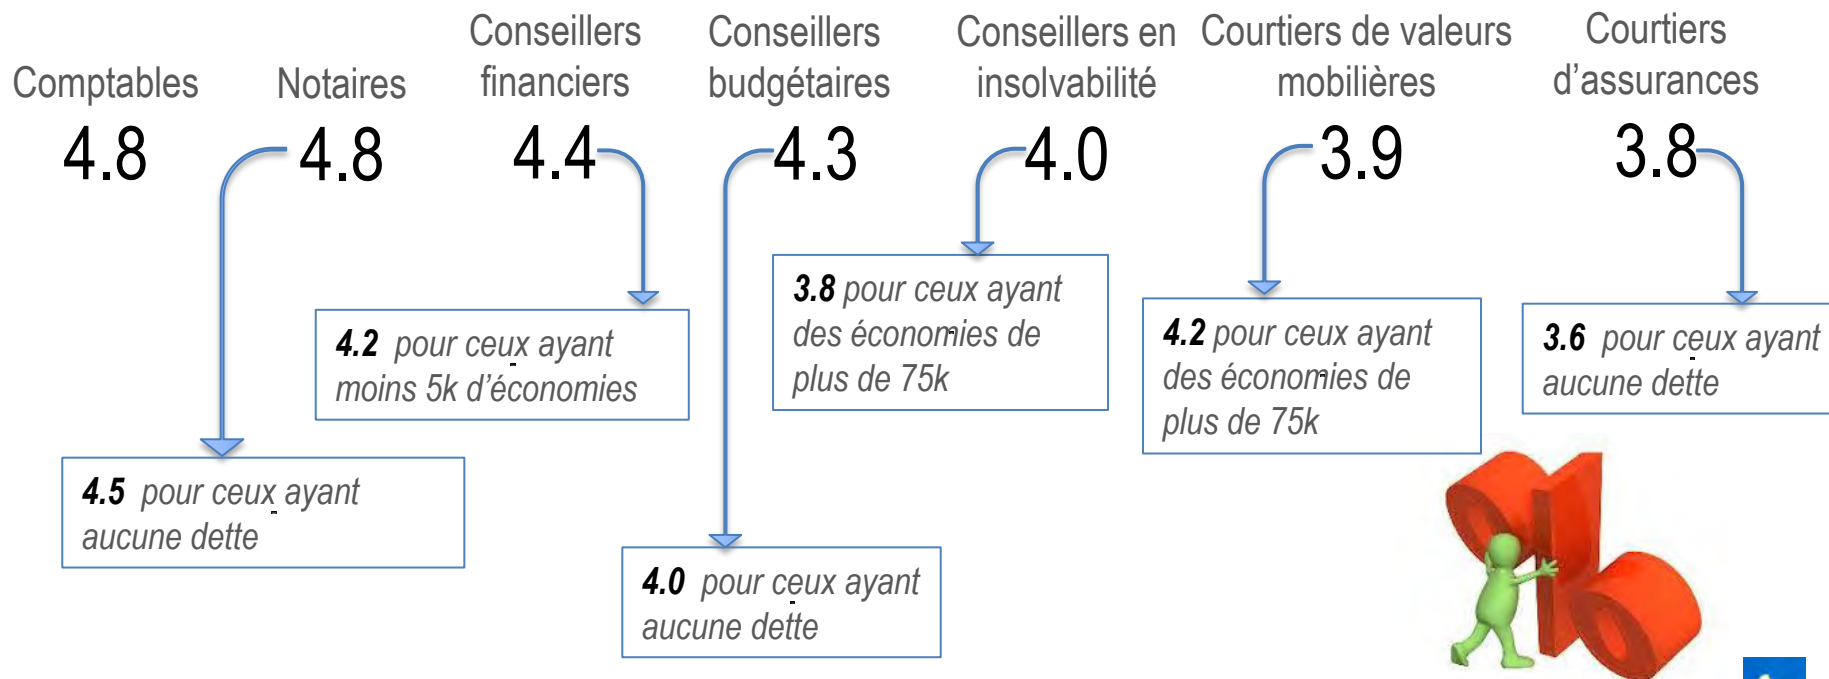 Comptables
4.8
Notaires
4.8
Conseillers
financiers
4.4
Conseillers
budgétaires
4.3
Conseillers en
insolvabilité
4.0
Courtiers de valeurs
mobilières
3.9
Courtiers
d’assurances
3.8
4.5 pour ceux ayant
aucune dette
4.2 pour ceux ayant
moins 5k d’économies
4.0 pour ceux ayant
aucune dette
3.8 pour ceux ayant
des économies de
plus de 75k
4.2 pour ceux ayant
des économies de
plus de 75k
3.6 pour ceux ayant
aucune dette